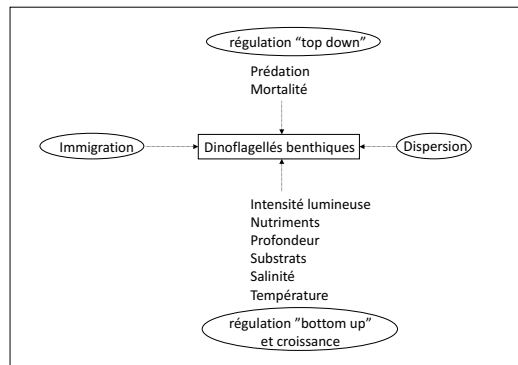 régulation “top down”
Prédation
Mortalité
Immigration
Dinoflagellés benthiques
Dispersion
Intensité lumineuse
Nutriments
Profondeur
Substrats
Salinité
Température
régulation ”bottom up”
et croissance